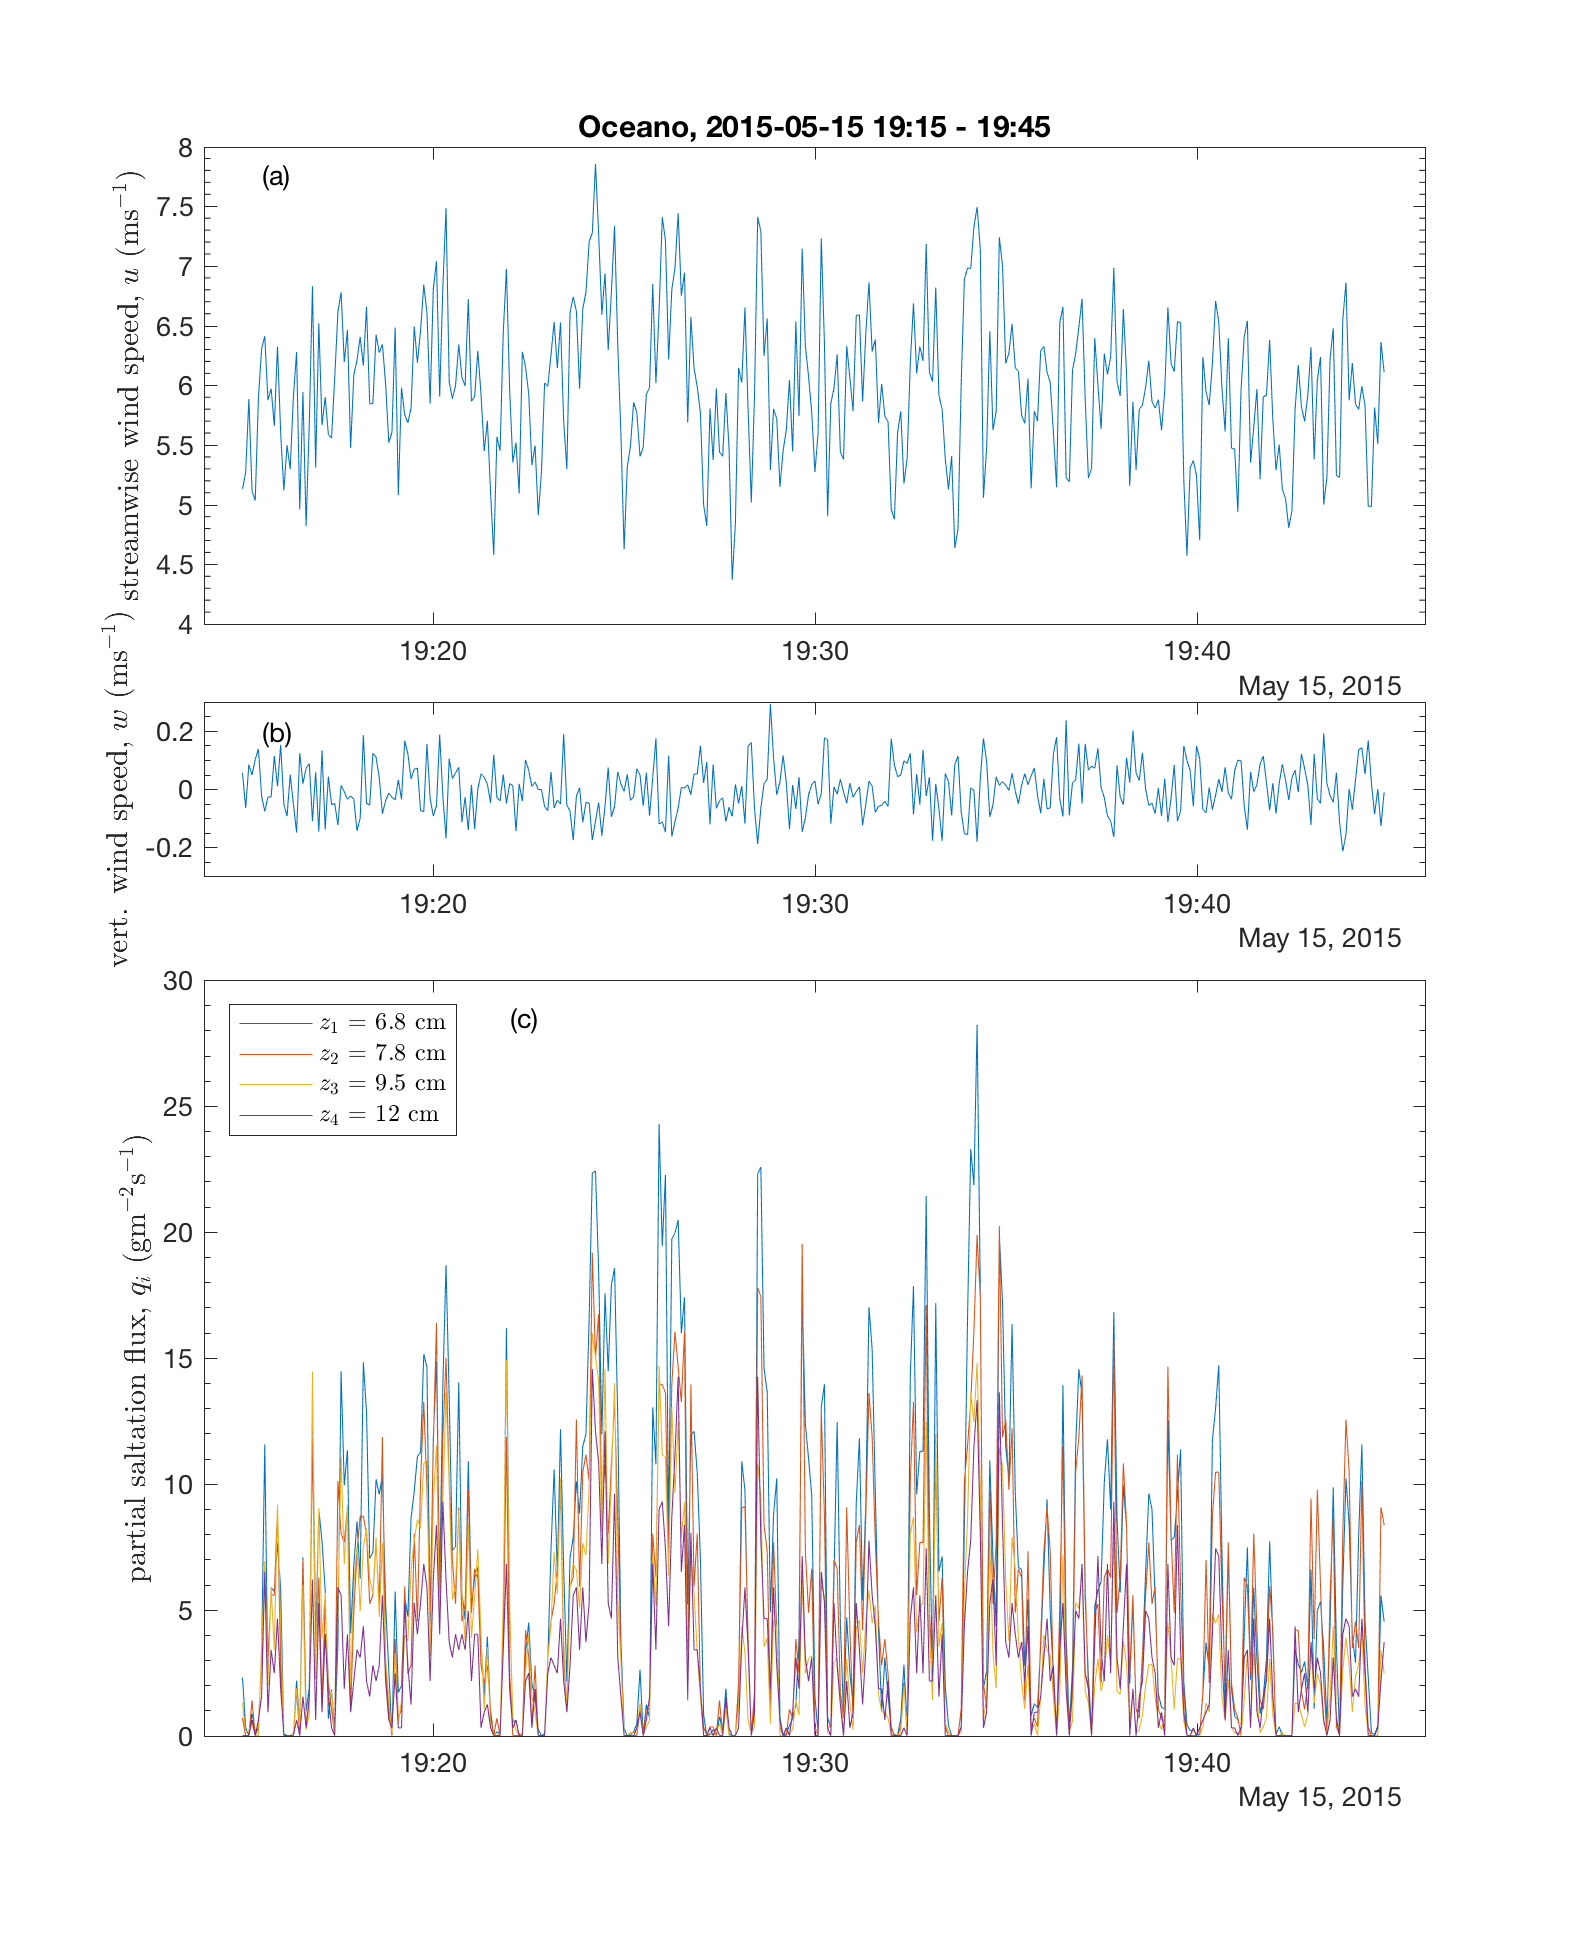 Oceano, 2015-05-15 19:15 - 19:45
(a)
streamwise wind speed, u (ms⁻¹)
8
7.5
7
6.5
6
5.5
5
4.5
4
19:20 19:30 19:40
May 15, 2015
(b)
vert. wind speed, w (ms⁻¹)
0.2
0
-0.2
19:20 19:30 19:40
May 15, 2015
(c)
partial saltation flux, qᵢ (gm⁻²s⁻¹)
30
25
20
15
10
5
0
z₁ = 6.8 cm
z₂ = 7.8 cm
z₃ = 9.5 cm
z₄ = 12 cm
19:20 19:30 19:40
May 15, 2015